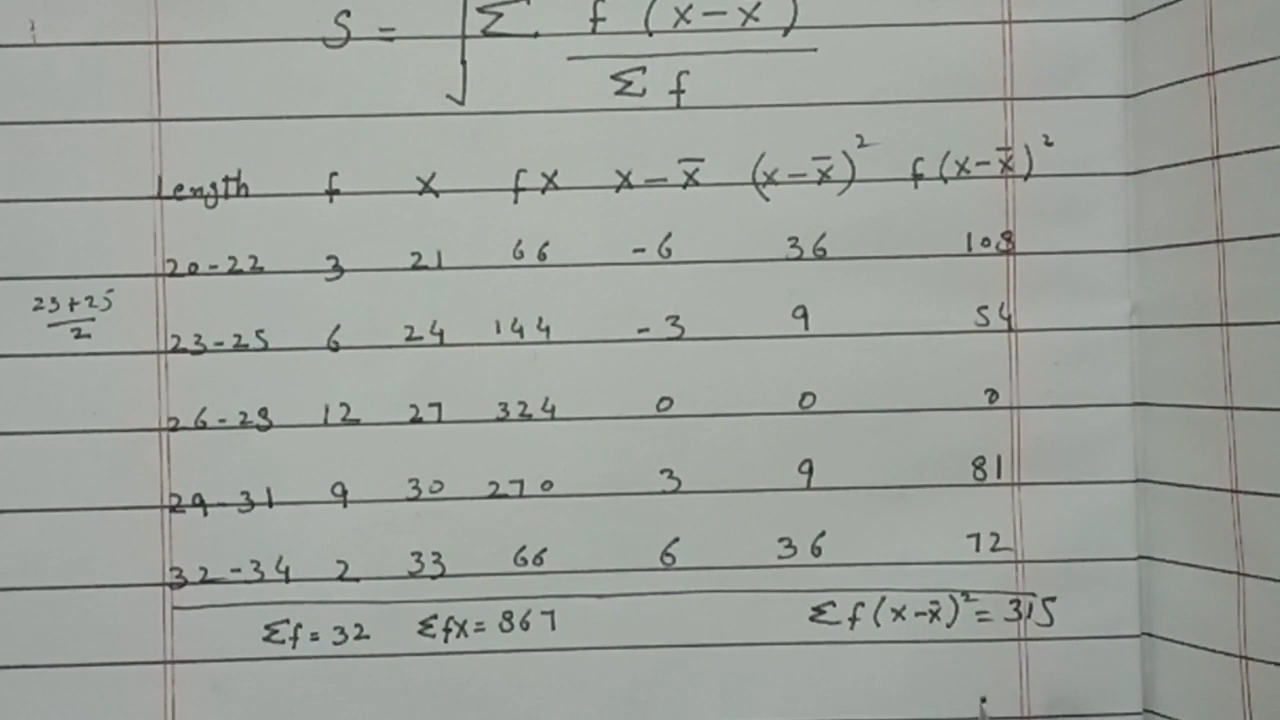 S = √ Σ f (x-x)
Σ f
Length f x fx x-x̄ (x-x̄)² f(x-x̄)²
20-22 3 21 66 -6 36 108
23+25
2
23-25 6 24 144 -3 9 54
26-28 12 27 324 0 0 0
29-31 9 30 270 3 9 81
32-34 2 33 66 6 36 72
Σf = 32 Σfx = 867 Σf(x-x̄)² = 315